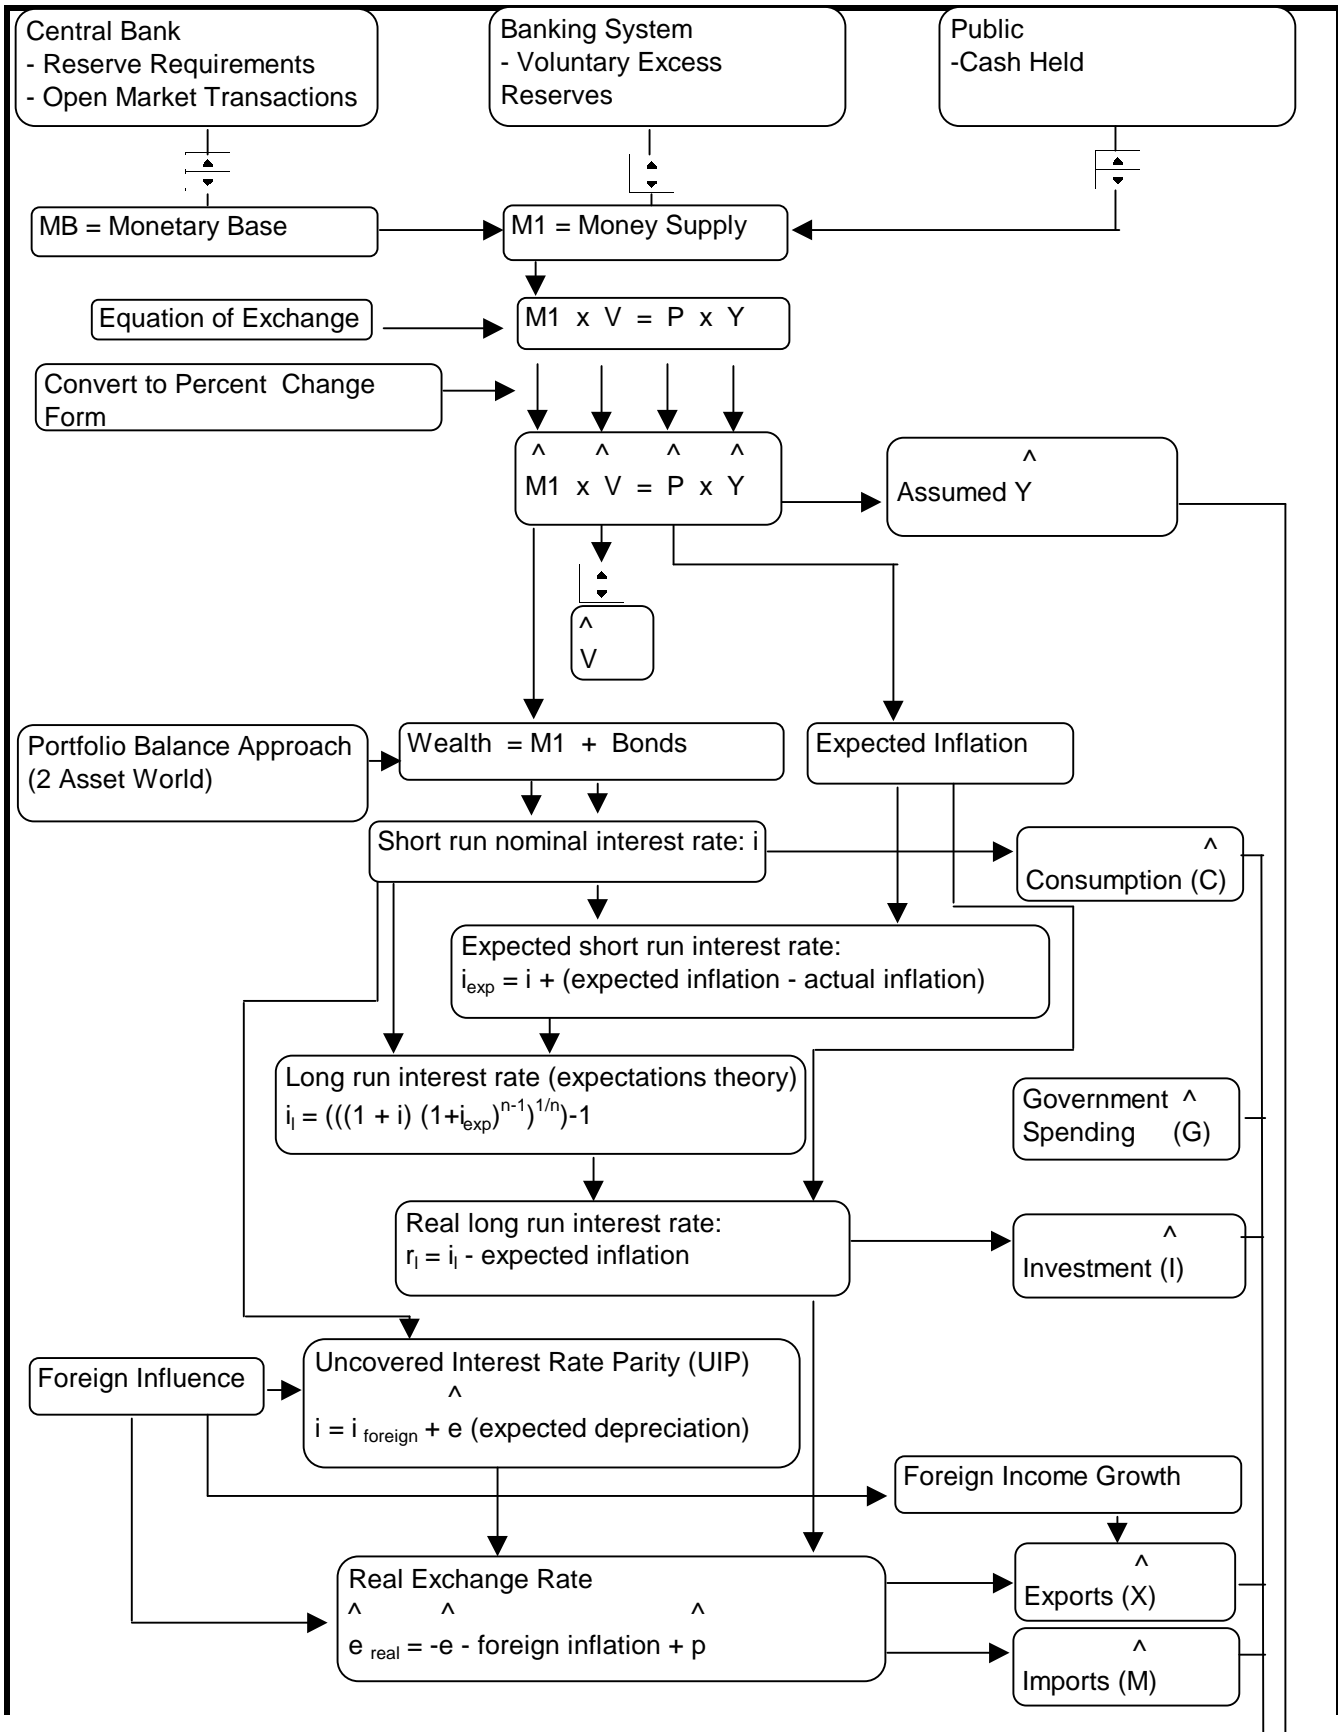 Central Bank
- Reserve Requirements
- Open Market Transactions
Banking System
- Voluntary Excess
Reserves
Public
-Cash Held
MB = Monetary Base
M1 = Money Supply
Equation of Exchange
M1 x V = P x Y
Convert to Percent Change
Form
^ ^ ^ ^
M1 x V = P x Y
^
Assumed Y
^
V
Portfolio Balance Approach
(2 Asset World)
Wealth = M1 + Bonds
Expected Inflation
Short run nominal interest rate: i
^
Consumption (C)
Expected short run interest rate:
i_exp = i + (expected inflation - actual inflation)
Long run interest rate (expectations theory)
i_l = (((1 + i) (1+i_exp)^n-1)^1/n)-1
Government ^
Spending (G)
Real long run interest rate:
r_l = i_l - expected inflation
^
Investment (I)
Foreign Influence
Uncovered Interest Rate Parity (UIP)
^
i = i foreign + e (expected depreciation)
Foreign Income Growth
Real Exchange Rate
^ ^ ^
e real = -e - foreign inflation + p
^
Exports (X)
^
Imports (M)